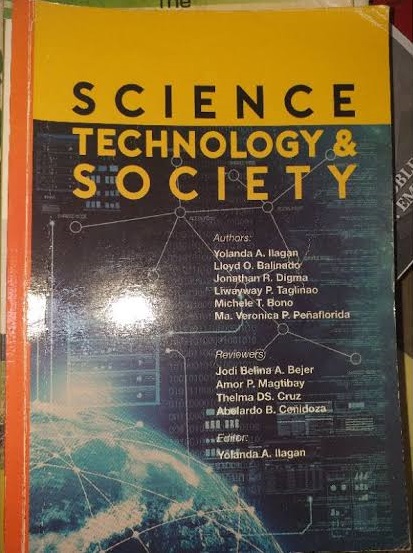 The
SCIENCE
TECHNOLOGY &
SOCIETY
Authors:
Yolanda A. Ilagan
Lloyd O. Balinado
Jonathan R. Digma
Liwayway P. Taglinao
Michele T. Bono
Ma. Veronica P. Peñaflorida
Reviewers:
Jodi Belina A. Bejer
Amor P. Magtibay
Thelma DS. Cruz
Abelardo B. Cenidoza
Editor:
Yolanda A. Ilagan